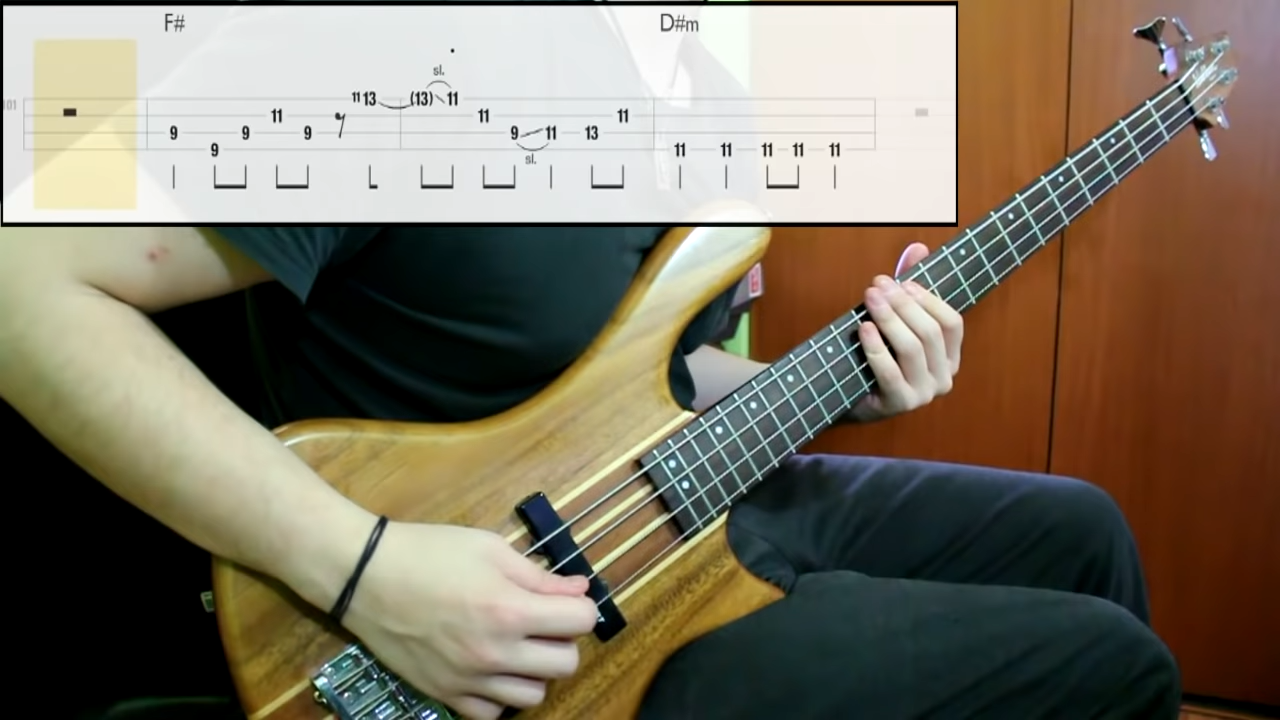 F# D#m
sl.
101 11 13 (13) 11
11 11 11
9 9 9 9 11 13
sl.
9 11 11 11 11 11